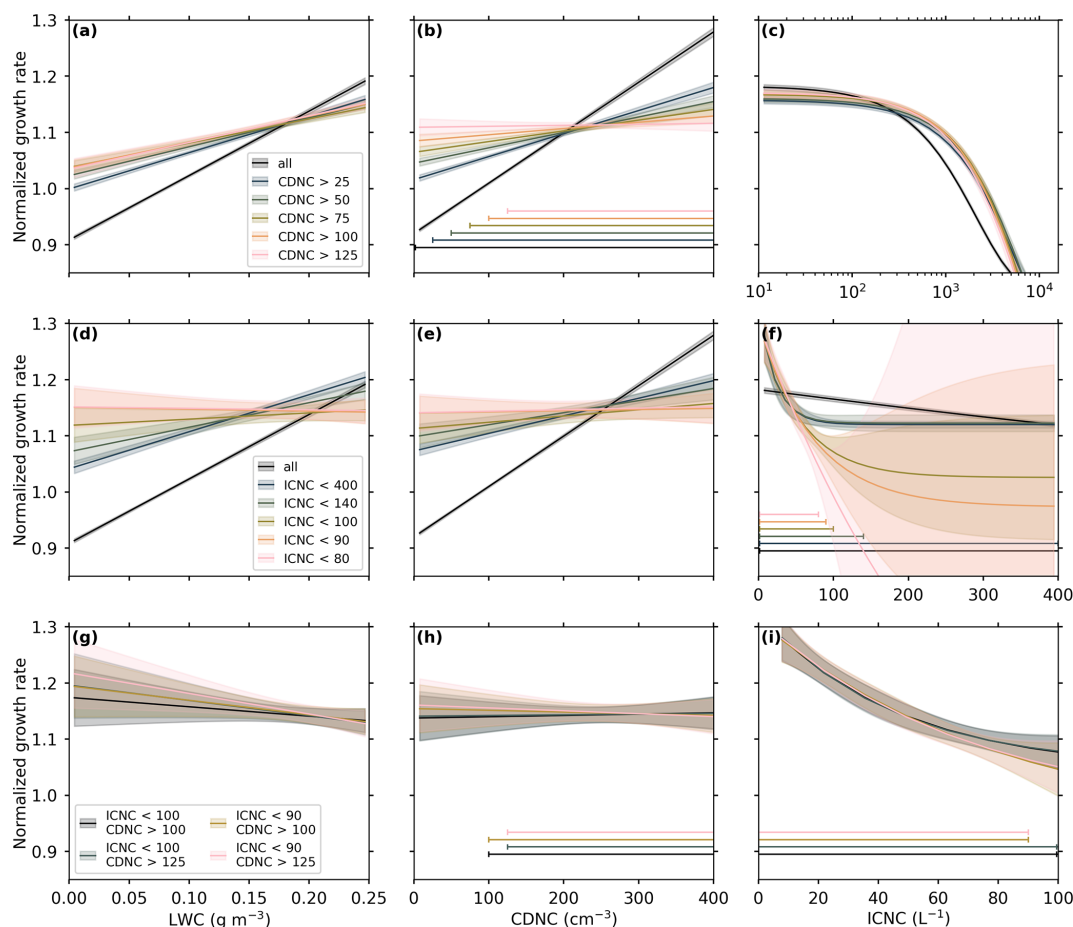 (a)
(b)
(c)
1.3
1.2
1.1
1.0
0.9
Normalized growth rate
all
CDNC > 25
CDNC > 50
CDNC > 75
CDNC > 100
CDNC > 125
10¹
10²
10³
10⁴
(d)
(e)
(f)
1.3
1.2
1.1
1.0
0.9
Normalized growth rate
all
ICNC < 400
ICNC < 140
ICNC < 100
ICNC < 90
ICNC < 80
0
100
200
300
400
(g)
(h)
(i)
1.3
1.2
1.1
1.0
0.9
Normalized growth rate
ICNC < 100
CDNC > 100
ICNC < 100
CDNC > 125
ICNC < 90
CDNC > 100
ICNC < 90
CDNC > 125
0.00
0.05
0.10
0.15
0.20
0.25
LWC (g m⁻³)
0
100
200
300
400
CDNC (cm⁻³)
0
20
40
60
80
100
ICNC (L⁻¹)